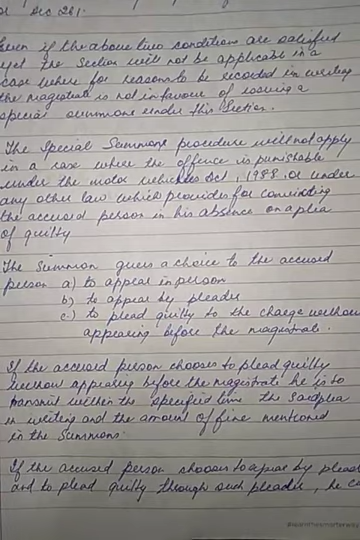 or Sec 261.
Even if the above two conditions are satisfied
yet the Section will not be applicable in a
case where for reasons to be recorded in writing
the magistrate is not in favour of issuing a
special summons under this Section.
The Special Summons procedure will not apply
in a case where the offence is punishable
under the motor vehicles Act, 1988 or under
any other law which provides for convicting
the accused person in his absence on a plea
of guilty
The Summon gives a choice to the accused
person a) to appear in person
b) to appear by pleader
c.) to plead guilty to the charge without
appearing before the magistrate.
If the accused person chooses to plead guilty
without appearing before the magistrate he is to
transmit within the specified time the Said plea
in writing and the amount of fine mentioned
in the Summons.
If the accused person chooses to appear by plead
and to plead guilty through such pleader, he ca